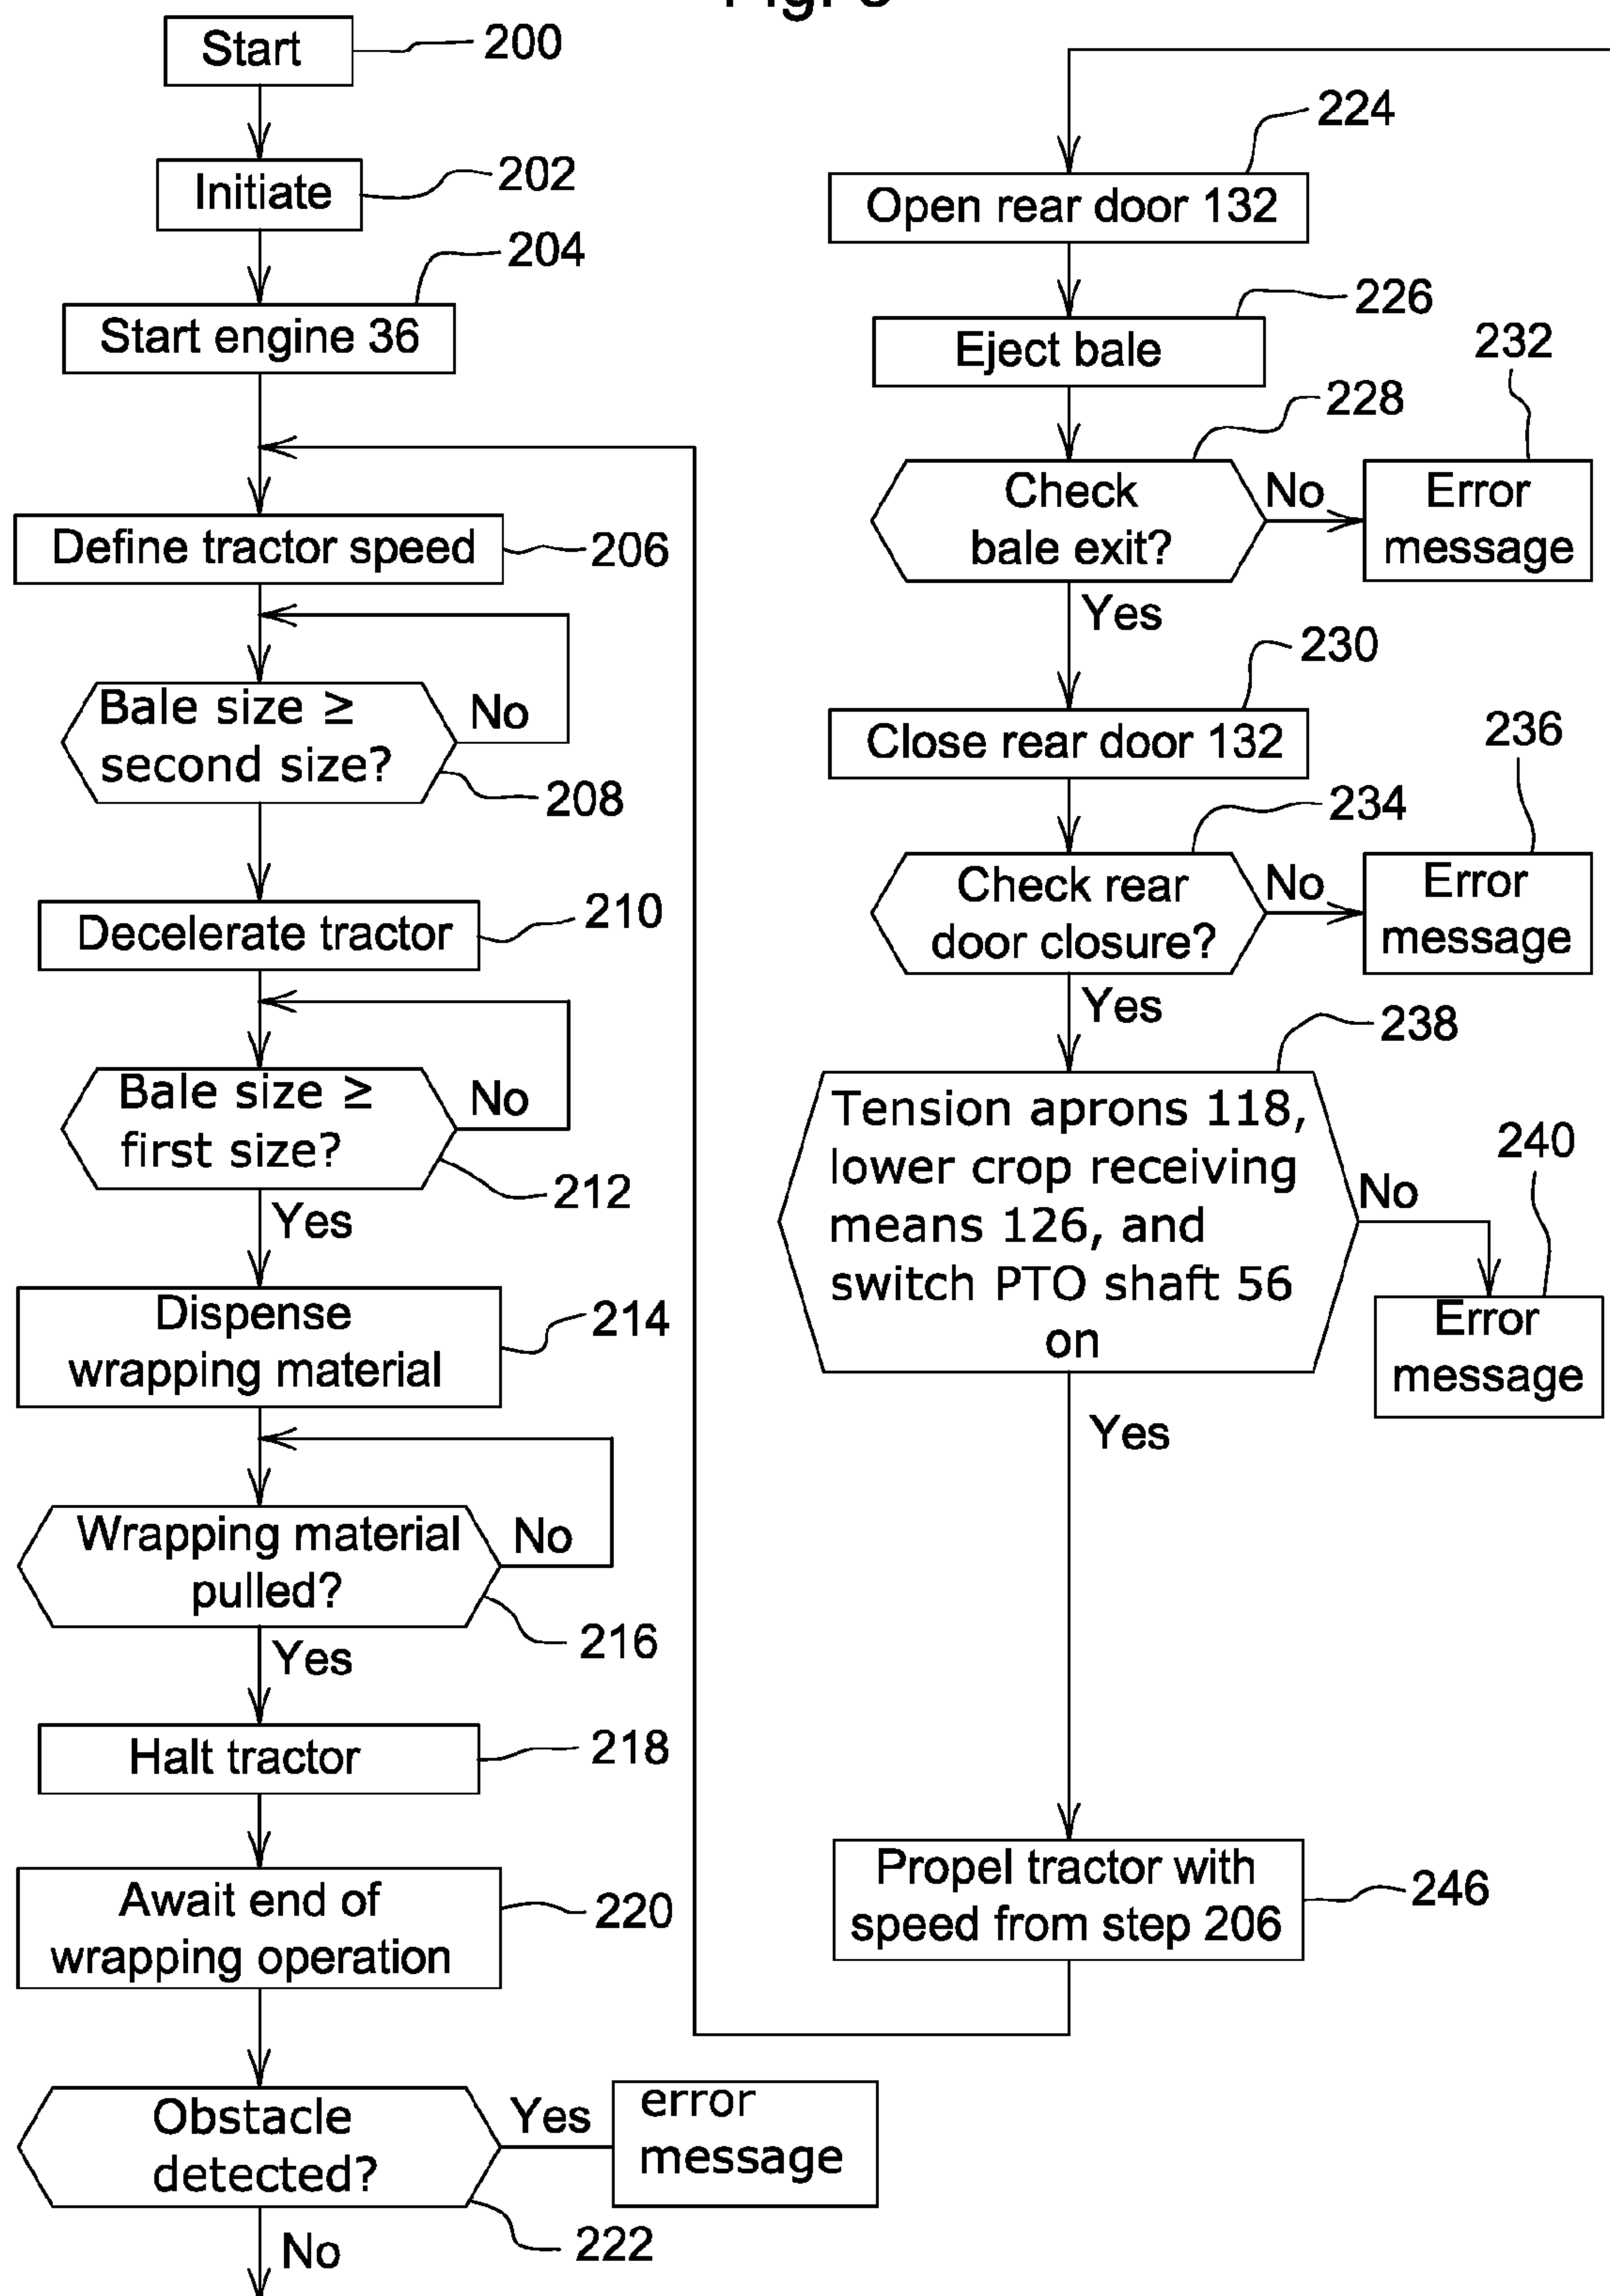 Start
200
Initiate
202
204
Start engine 36
Define tractor speed
206
Bale size ≥
second size?
No
208
Decelerate tractor
210
Bale size ≥
first size?
No
212
Yes
Dispense
wrapping material
214
Wrapping material
pulled?
No
216
Yes
Halt tractor
218
Await end of
wrapping operation
220
Obstacle
detected?
Yes
error
message
222
No
224
Open rear door 132
226
Eject bale
228
232
Check
bale exit?
No
Error
message
Yes
230
Close rear door 132
234
236
Check rear
door closure?
No
Error
message
Yes
238
Tension aprons 118,
lower crop receiving
means 126, and
switch PTO shaft 56
on
No
240
Error
message
Yes
Propel tractor with
speed from step 206
246